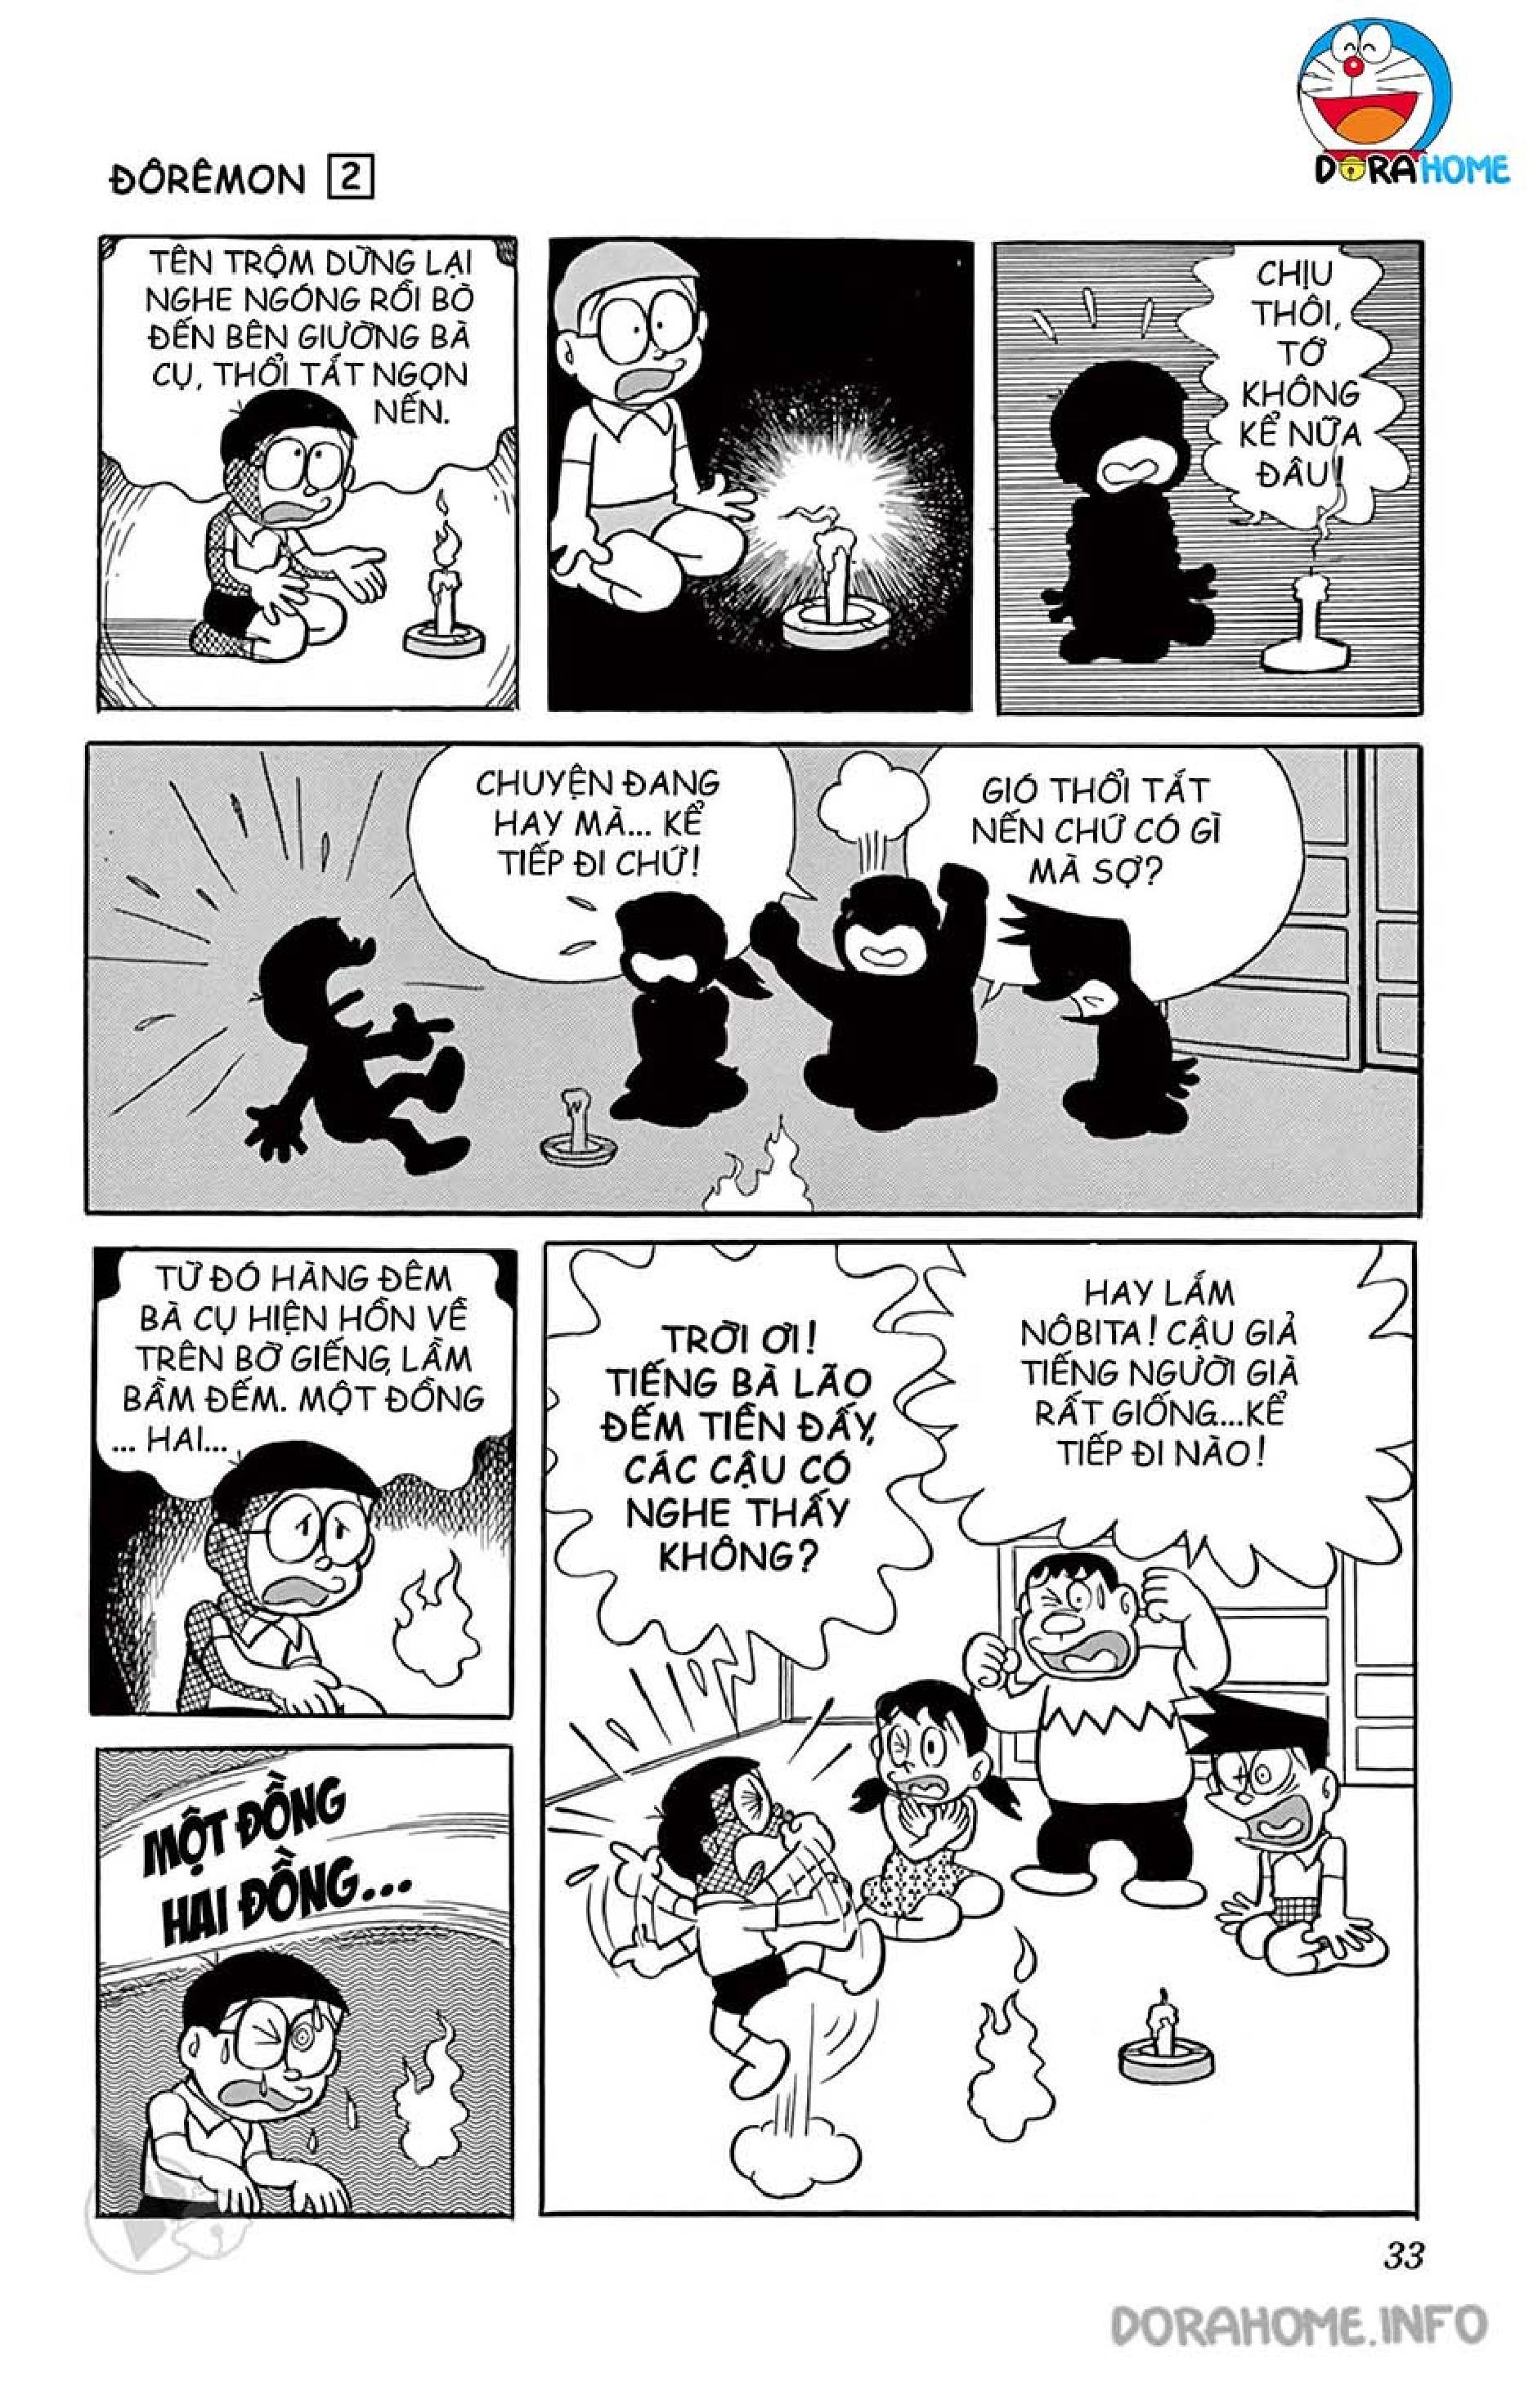 DORAHOME
ĐÔRÊMON 2
TÊN TRỘM DỪNG LẠI
NGHE NGÓNG RỒI BÒ
ĐẾN BÊN GIƯỜNG BÀ
CỤ, THỔI TẮT NGỌN
NẾN.
CHỊU
THÔI,
TỚ
KHÔNG
KỂ NỮA
ĐÂU!
CHUYỆN ĐANG
HAY MÀ... KỂ
TIẾP ĐI CHỨ!
GIÓ THỔI TẮT
NẾN CHỨ CÓ GÌ
MÀ SỢ?
TỪ ĐÓ HÀNG ĐÊM
BÀ CỤ HIỆN HỒN VỀ
TRÊN BỜ GIẾNG, LẦM
BẦM ĐẾM. MỘT ĐỒNG
... HAI...
MỘT ĐỒNG
HAI ĐỒNG...
TRỜI ƠI!
TIẾNG BÀ LÃO
ĐẾM TIỀN ĐẤY,
CÁC CẬU CÓ
NGHE THẤY
KHÔNG?
HAY LẮM
NÔBITA! CẬU GIẢ
TIẾNG NGƯỜI GIÀ
RẤT GIỐNG...KỂ
TIẾP ĐI NÀO!
33
DORAHOME.INFO